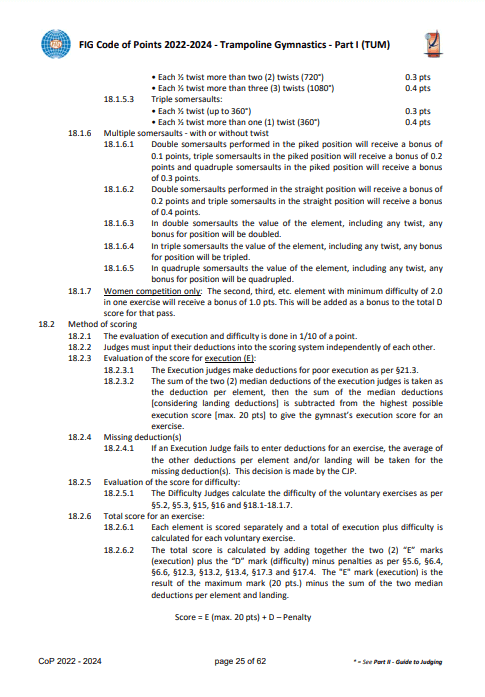 FIG Code of Points 2022-2024 - Trampoline Gymnastics - Part I (TUM)
• Each ½ twist more than two (2) twists (720°) 0.3 pts
• Each ½ twist more than three (3) twists (1080°) 0.4 pts
18.1.5.3 Triple somersaults:
• Each ½ twist (up to 360°) 0.3 pts
• Each ½ twist more than one (1) twist (360°) 0.4 pts
18.1.6 Multiple somersaults - with or without twist
18.1.6.1 Double somersaults performed in the piked position will receive a bonus of
0.1 points, triple somersaults in the piked position will receive a bonus of 0.2
points and quadruple somersaults in the piked position will receive a bonus
of 0.3 points.
18.1.6.2 Double somersaults performed in the straight position will receive a bonus of
0.2 points and triple somersaults in the straight position will receive a bonus
of 0.4 points.
18.1.6.3 In double somersaults the value of the element, including any twist, any
bonus for position will be doubled.
18.1.6.4 In triple somersaults the value of the element, including any twist, any bonus
for position will be tripled.
18.1.6.5 In quadruple somersaults the value of the element, including any twist, any
bonus for position will be quadrupled.
18.1.7 Women competition only: The second, third, etc. element with minimum difficulty of 2.0
in one exercise will receive a bonus of 1.0 pts. This will be added as a bonus to the total D
score for that pass.
18.2 Method of scoring
18.2.1 The evaluation of execution and difficulty is done in 1/10 of a point.
18.2.2 Judges must input their deductions into the scoring system independently of each other.
18.2.3 Evaluation of the score for execution (E):
18.2.3.1 The Execution judges make deductions for poor execution as per §21.3.
18.2.3.2 The sum of the two (2) median deductions of the execution judges is taken as
the deduction per element, then the sum of the median deductions
[considering landing deductions] is subtracted from the highest possible
execution score [max. 20 pts] to give the gymnast's execution score for an
exercise.
18.2.4 Missing deduction(s)
18.2.4.1 If an Execution Judge fails to enter deductions for an exercise, the average of
the other deductions per element and/or landing will be taken for the
missing deduction(s). This decision is made by the CJP.
18.2.5 Evaluation of the score for difficulty:
18.2.5.1 The Difficulty Judges calculate the difficulty of the voluntary exercises as per
§5.2, §5.3, §15, §16 and §18.1-18.1.7.
18.2.6 Total score for an exercise:
18.2.6.1 Each element is scored separately and a total of execution plus difficulty is
calculated for each voluntary exercise.
18.2.6.2 The total score is calculated by adding together the two (2) "E" marks
(execution) plus the "D" mark (difficulty) minus penalties as per §5.6, §6.4,
§6.6, §12.3, §13.2, §13.4, §17.3 and §17.4. The "E" mark (execution) is the
result of the maximum mark (20 pts.) minus the sum of the two median
deductions per element and landing.
Score = E (max. 20 pts) + D – Penalty
CoP 2022 - 2024 page 25 of 62 * = See Part II - Guide to Judging